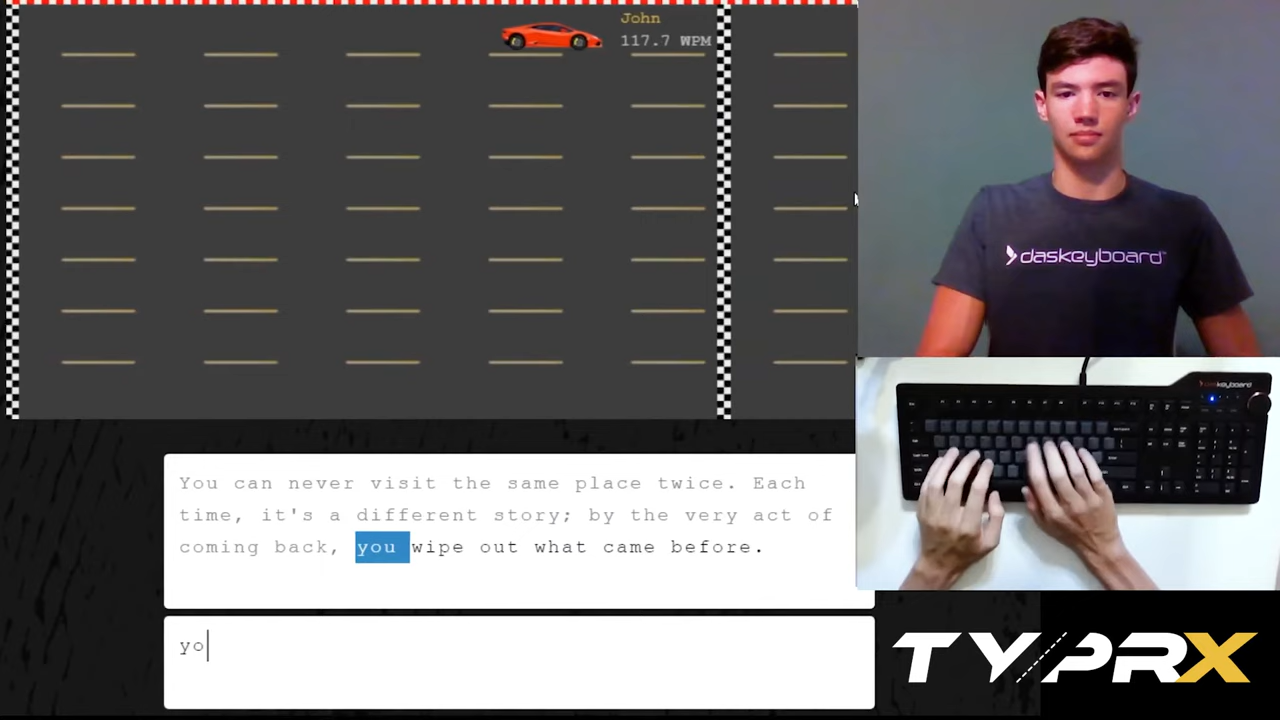 John
117.7 WPM
You can never visit the same place twice. Each
time, it's a different story; by the very act of
coming back, you wipe out what came before.
yo
daskeyboard
daskeyboard
TYPRX